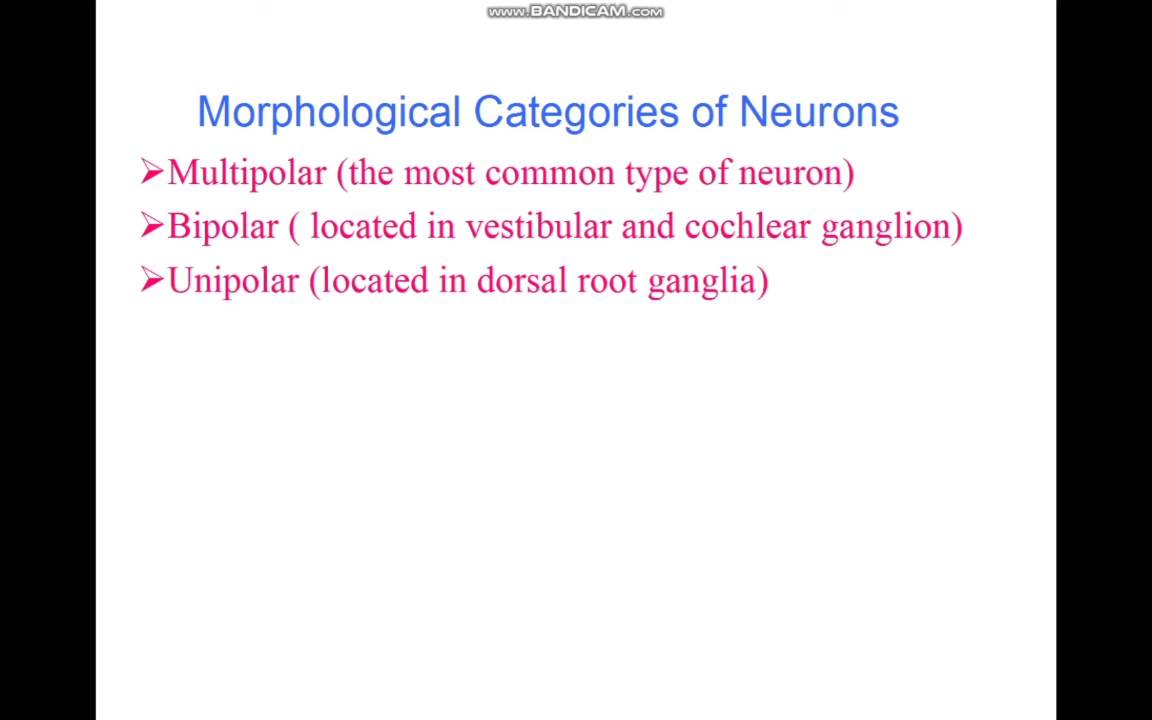 www.BANDICAM.com
Morphological Categories of Neurons
➢Multipolar (the most common type of neuron)
➢Bipolar ( located in vestibular and cochlear ganglion)
➢Unipolar (located in dorsal root ganglia)